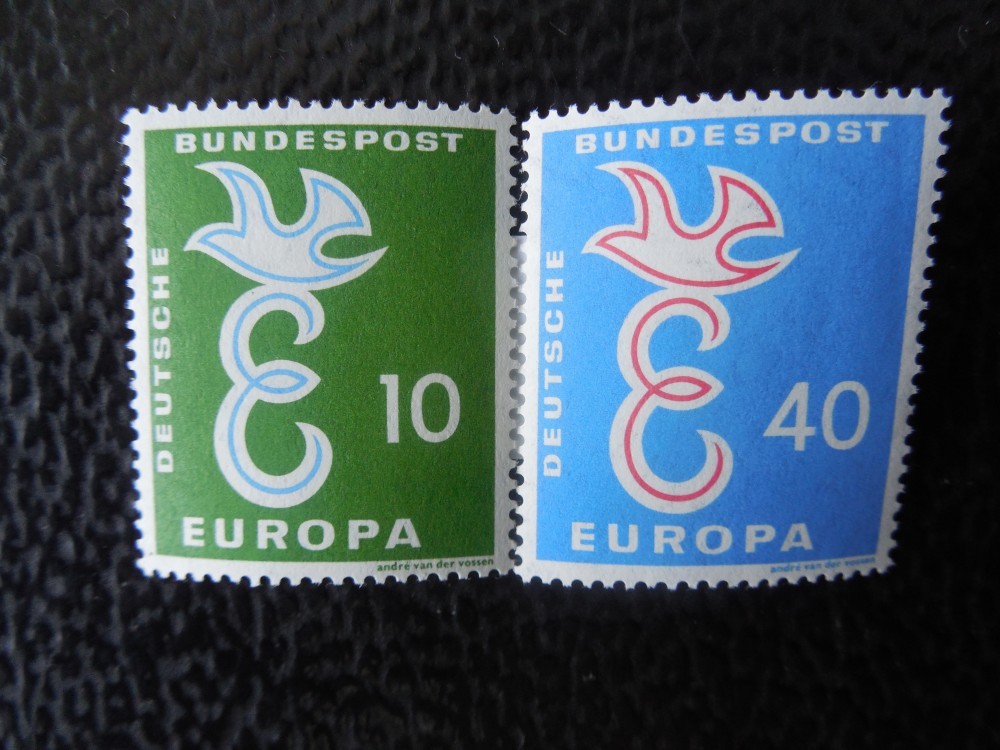 BUNDESPOST
DEUTSCHE
10
EUROPA
andré van der vossen
BUNDESPOST
DEUTSCHE
40
EUROPA
andré van der vossen